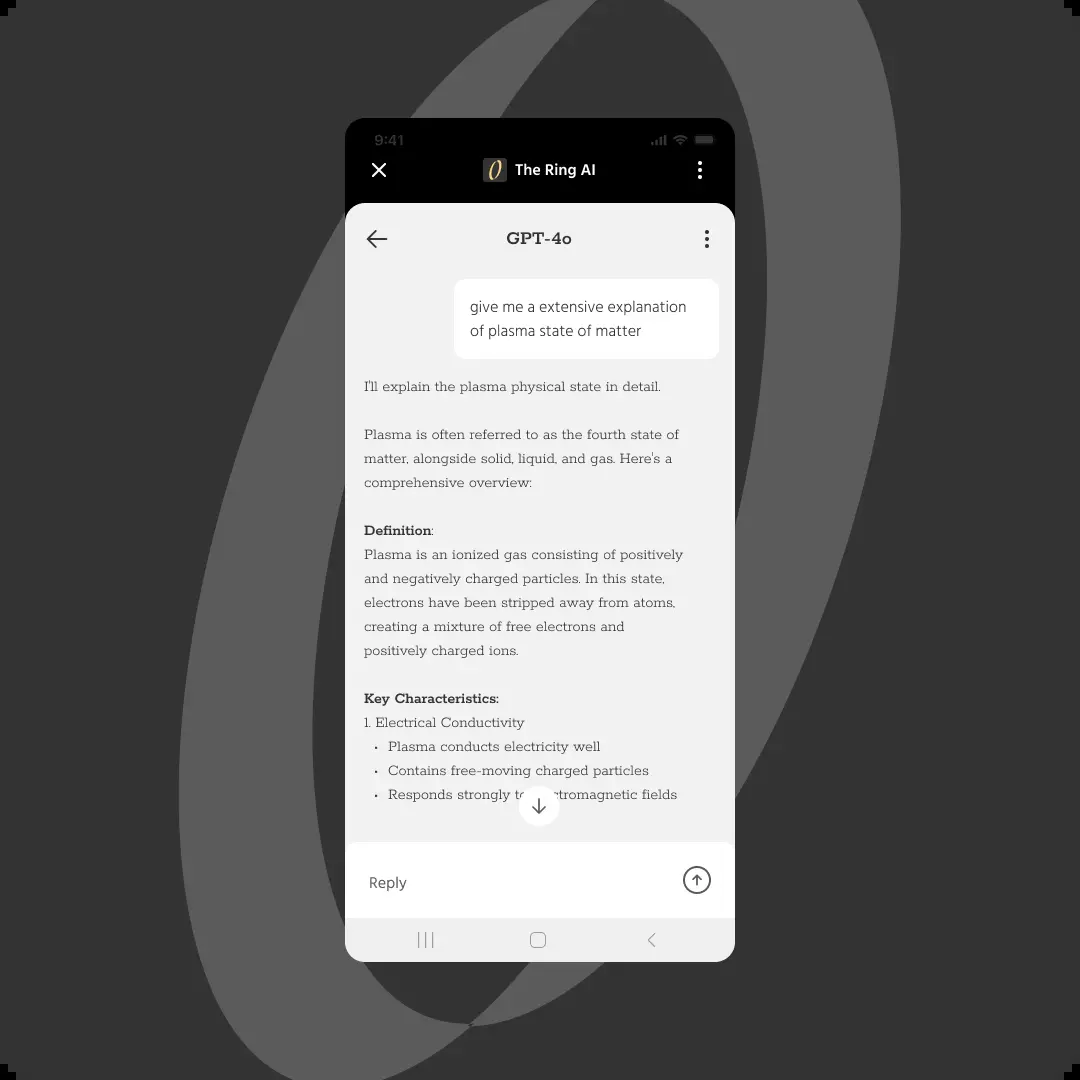 9:41
The Ring AI
GPT-4o
give me a extensive explanation
of plasma state of matter
I'll explain the plasma physical state in detail.
Plasma is often referred to as the fourth state of
matter, alongside solid, liquid, and gas. Here's a
comprehensive overview:
Definition:
Plasma is an ionized gas consisting of positively
and negatively charged particles. In this state,
electrons have been stripped away from atoms,
creating a mixture of free electrons and
positively charged ions.
Key Characteristics:
1. Electrical Conductivity
• Plasma conducts electricity well
• Contains free-moving charged particles
• Responds strongly fields
Reply